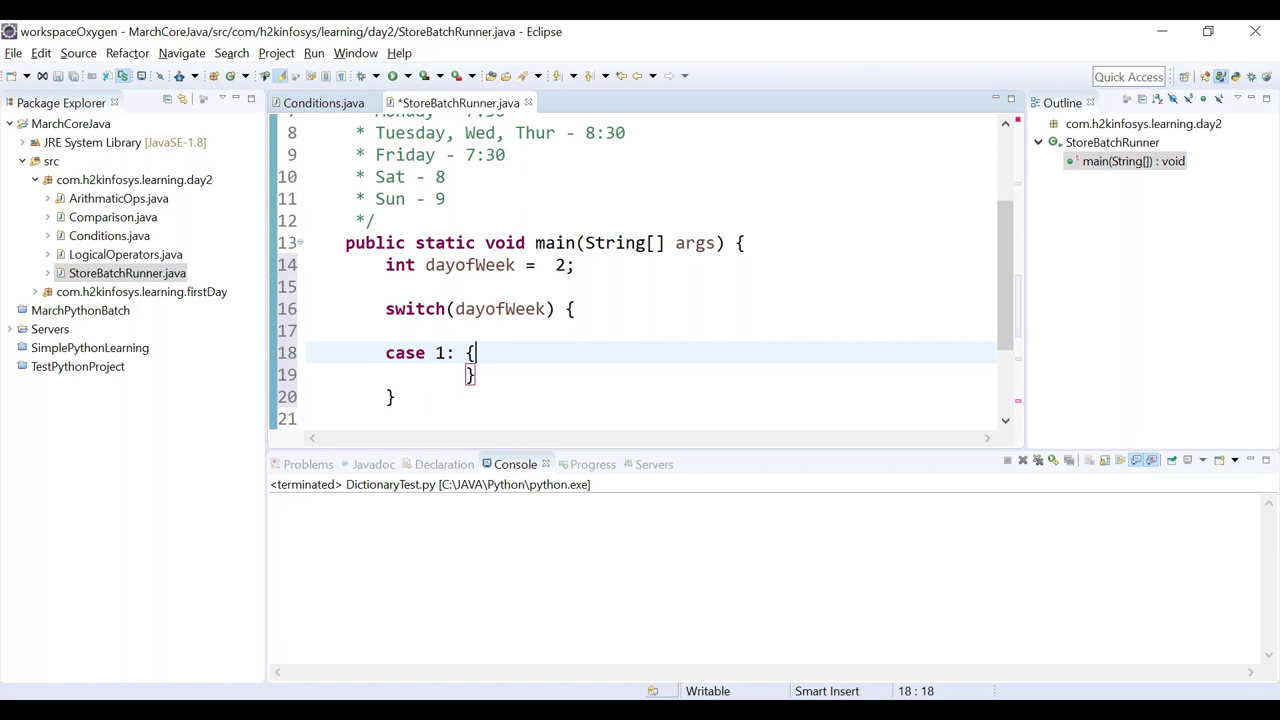 workspaceOxygen - MarchCoreJava/src/com/h2kinfosys/learning/day2/StoreBatchRunner.java - Eclipse
File Edit Source Refactor Navigate Search Project Run Window Help
Quick Access
Package Explorer
MarchCoreJava
JRE System Library [JavaSE-1.8]
src
com.h2kinfosys.learning.day2
ArithmaticOps.java
Comparison.java
Conditions.java
LogicalOperators.java
StoreBatchRunner.java
com.h2kinfosys.learning.firstDay
MarchPythonBatch
Servers
SimplePythonLearning
TestPythonProject
Conditions.java *StoreBatchRunner.java
7 * Monday - 7:30
8 * Tuesday, Wed, Thur - 8:30
9 * Friday - 7:30
10 * Sat - 8
11 * Sun - 9
12 */
13 public static void main(String[] args) {
14 int dayofWeek =  2;
15
16 switch(dayofWeek) {
17
18 case 1: {
19 }
20 }
21
Outline
com.h2kinfosys.learning.day2
StoreBatchRunner
main(String[]) : void
Problems Javadoc Declaration Console Progress Servers
<terminated> DictionaryTest.py [C:\JAVA\Python\python.exe]
Writable Smart Insert 18 : 18